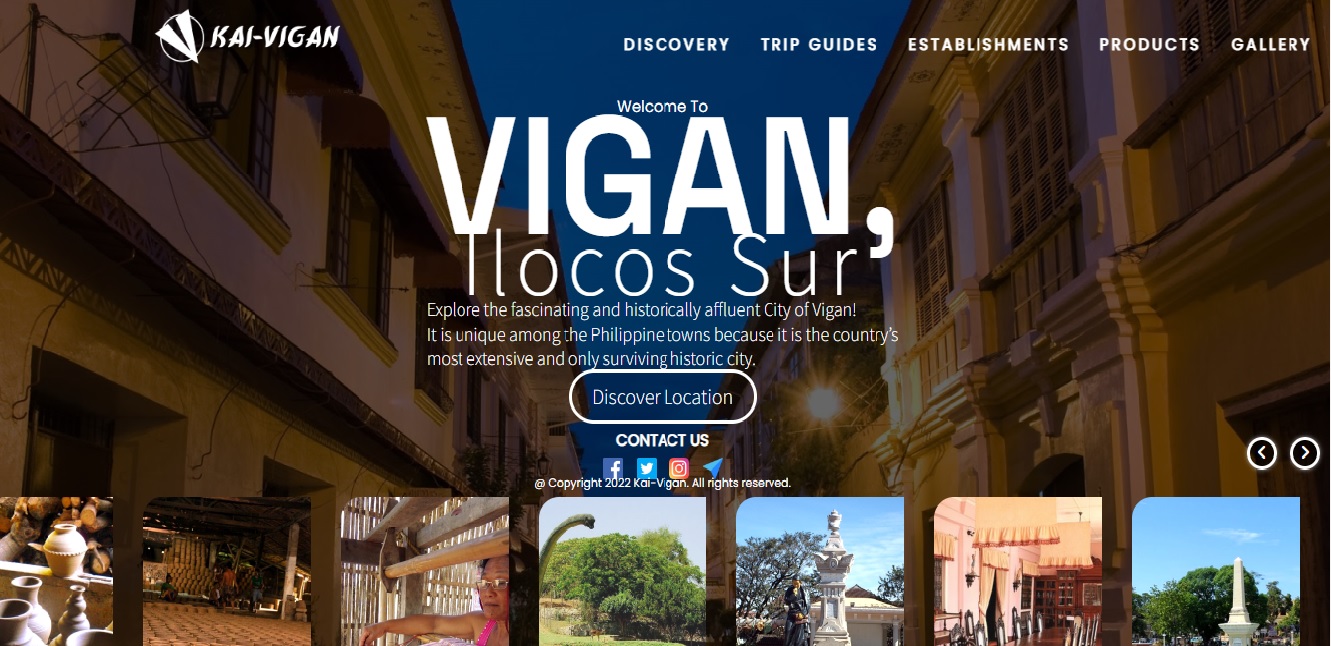 KAI-VIGAN
DISCOVERY TRIP GUIDES ESTABLISHMENTS PRODUCTS GALLERY
Welcome To
VIGAN,
Ilocos Sur
Explore the fascinating and historically affluent City of Vigan!
It is unique among the Philippine towns because it is the country's
most extensive and only surviving historic city.
Discover Location
CONTACT US
@ Copyright 2022 Kai-Vigan. All rights reserved.